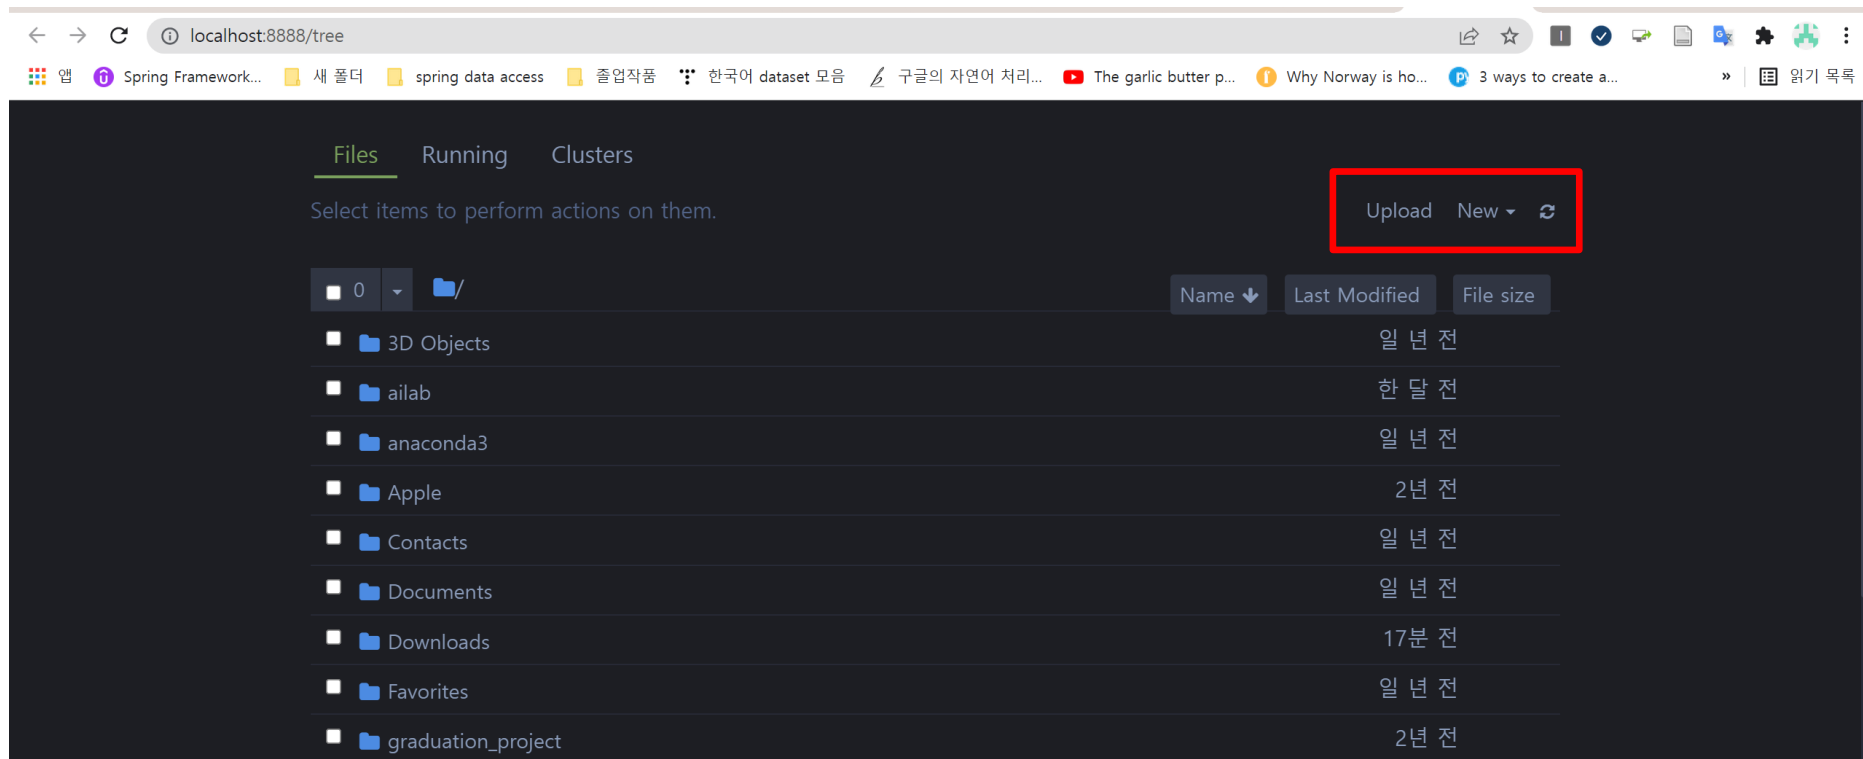 localhost:8888/tree
앱 Spring Framework... 새 폴더 spring data access 졸업작품 한국어 dataset 모음 구글의 자연어 처리... The garlic butter p... Why Norway is ho... 3 ways to create a... » 읽기 목록
Files Running Clusters
Select items to perform actions on them. Upload New
0 / Name Last Modified File size
3D Objects 일 년 전
ailab 한 달 전
anaconda3 일 년 전
Apple 2년 전
Contacts 일 년 전
Documents 일 년 전
Downloads 17분 전
Favorites 일 년 전
graduation_project 2년 전